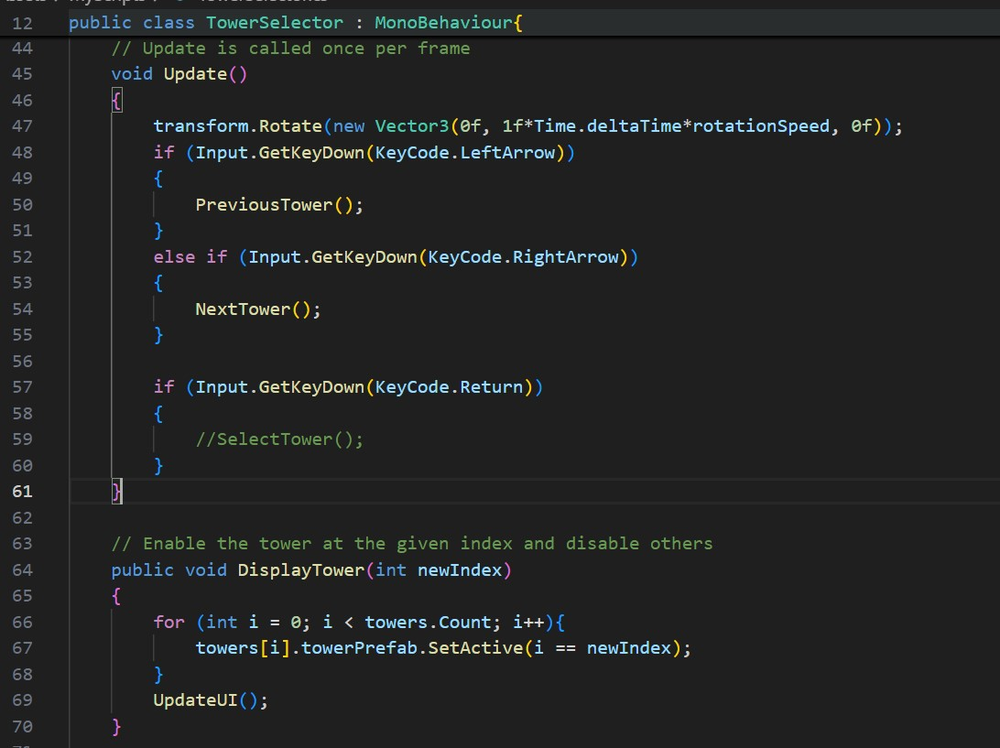 12 public class TowerSelector : MonoBehaviour{
44 // Update is called once per frame
45 void Update()
46 {
47 transform.Rotate(new Vector3(0f, 1f*Time.deltaTime*rotationSpeed, 0f));
48 if (Input.GetKeyDown(KeyCode.LeftArrow))
49 {
50 PreviousTower();
51 }
52 else if (Input.GetKeyDown(KeyCode.RightArrow))
53 {
54 NextTower();
55 }
56
57 if (Input.GetKeyDown(KeyCode.Return))
58 {
59 //SelectTower();
60 }
61 }
62
63 // Enable the tower at the given index and disable others
64 public void DisplayTower(int newIndex)
65 {
66 for (int i = 0; i < towers.Count; i++){
67 towers[i].towerPrefab.SetActive(i == newIndex);
68 }
69 UpdateUI();
70 }